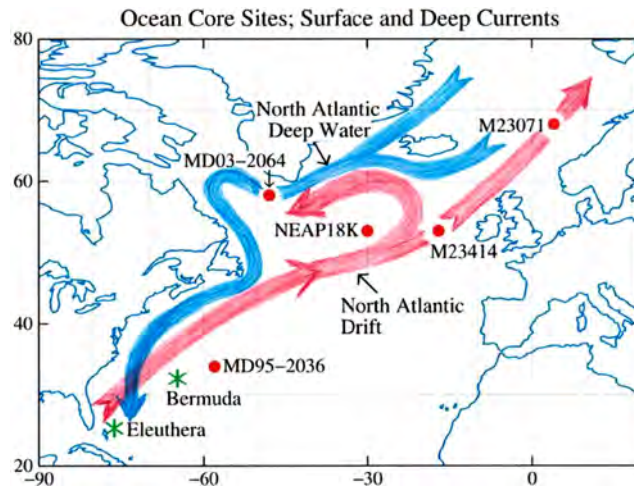 Ocean Core Sites; Surface and Deep Currents
80
North Atlantic
Deep Water
M23071
MD03-2064
60
NEAP18K
M23414
North Atlantic
Drift
40
MD95-2036
Bermuda
Eleuthera
20
-90
-60
-30
0